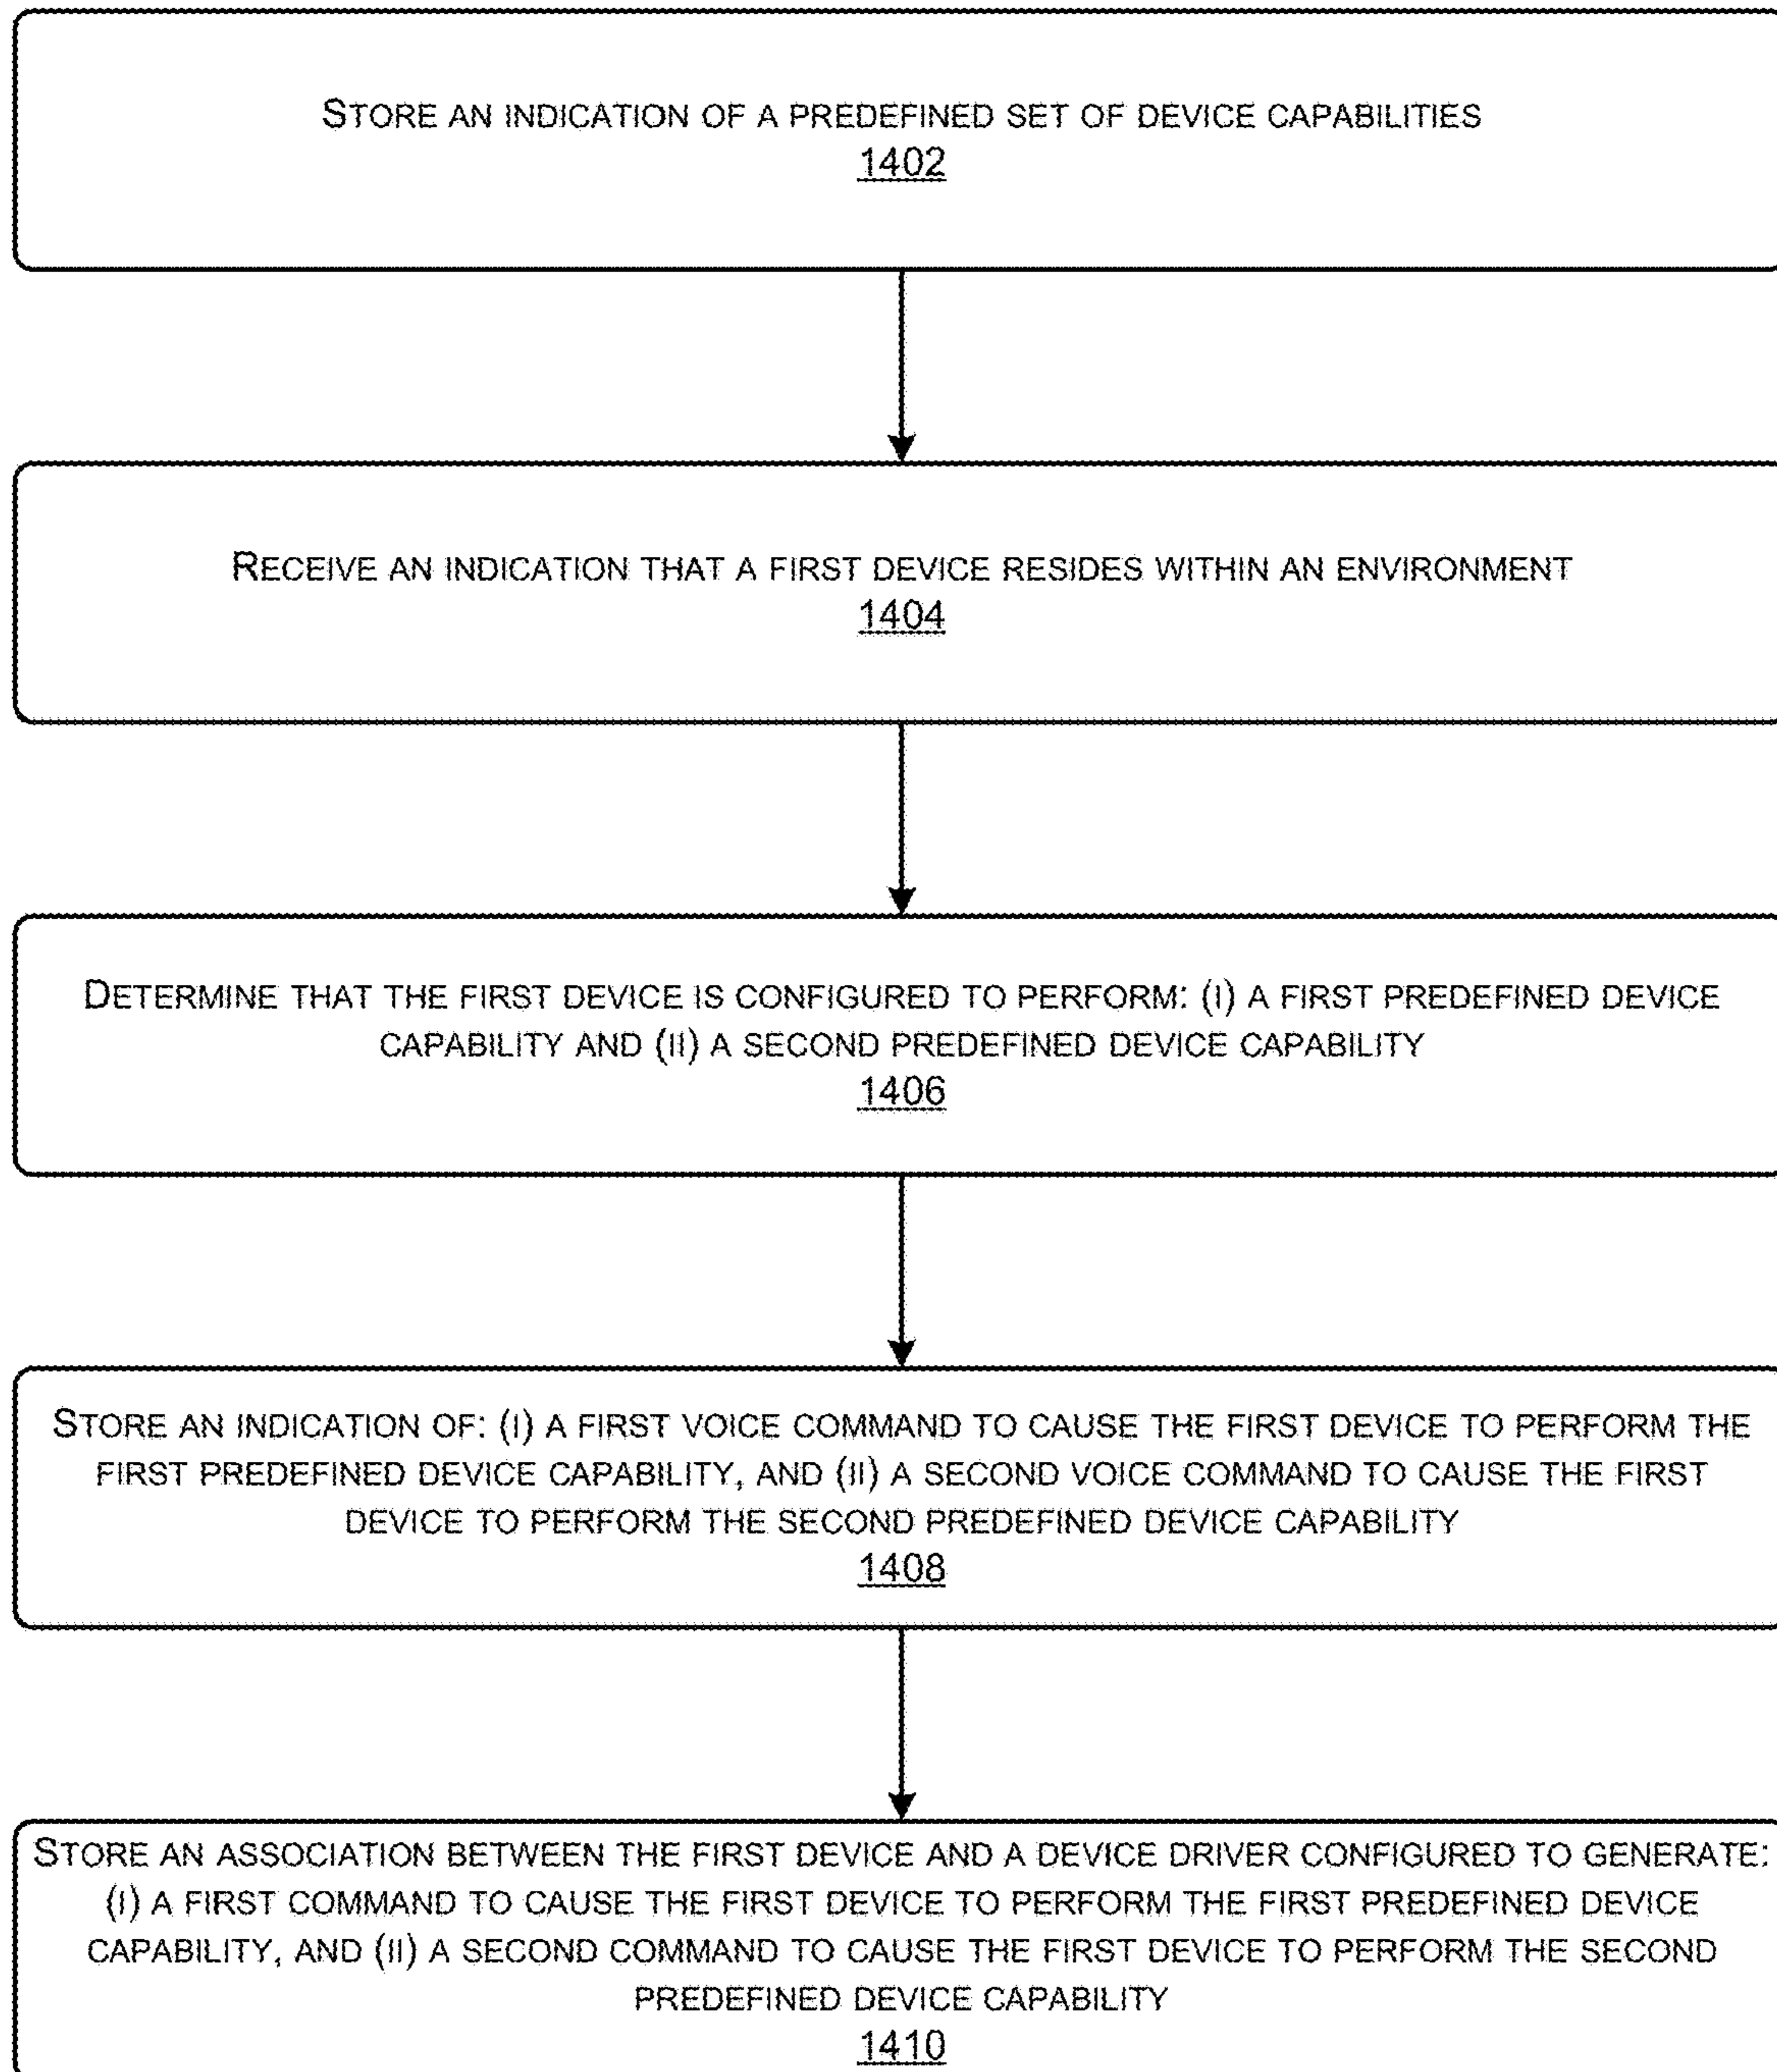 STORE AN INDICATION OF A PREDEFINED SET OF DEVICE CAPABILITIES
1402
RECEIVE AN INDICATION THAT A FIRST DEVICE RESIDES WITHIN AN ENVIRONMENT
1404
DETERMINE THAT THE FIRST DEVICE IS CONFIGURED TO PERFORM: (I) A FIRST PREDEFINED DEVICE
CAPABILITY AND (II) A SECOND PREDEFINED DEVICE CAPABILITY
1406
STORE AN INDICATION OF: (I) A FIRST VOICE COMMAND TO CAUSE THE FIRST DEVICE TO PERFORM THE
FIRST PREDEFINED DEVICE CAPABILITY, AND (II) A SECOND VOICE COMMAND TO CAUSE THE FIRST
DEVICE TO PERFORM THE SECOND PREDEFINED DEVICE CAPABILITY
1408
STORE AN ASSOCIATION BETWEEN THE FIRST DEVICE AND A DEVICE DRIVER CONFIGURED TO GENERATE:
(I) A FIRST COMMAND TO CAUSE THE FIRST DEVICE TO PERFORM THE FIRST PREDEFINED DEVICE
CAPABILITY, AND (II) A SECOND COMMAND TO CAUSE THE FIRST DEVICE TO PERFORM THE SECOND
PREDEFINED DEVICE CAPABILITY
1410